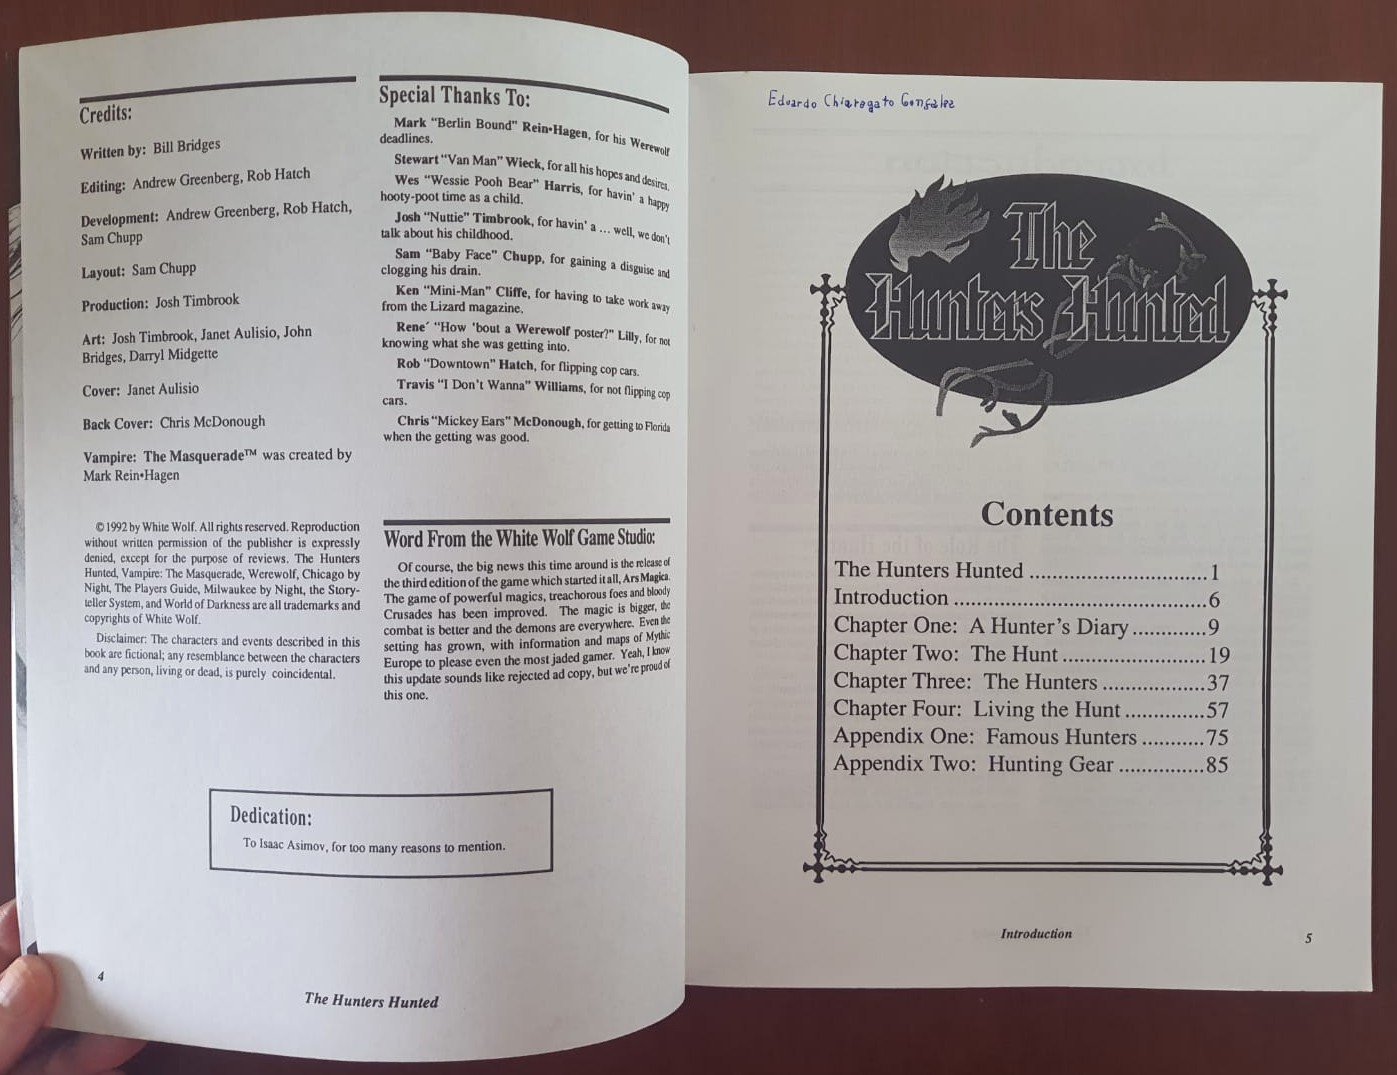 Credits:
Written by: Bill Bridges
Editing: Andrew Greenberg, Rob Hatch
Development: Andrew Greenberg, Rob Hatch,
Sam Chupp
Layout: Sam Chupp
Production: Josh Timbrook
Art: Josh Timbrook, Janet Aulisio, John
Bridges, Darryl Midgette
Cover: Janet Aulisio
Back Cover: Chris McDonough
Vampire: The Masquerade™ was created by
Mark Rein•Hagen
©1992 by White Wolf. All rights reserved. Reproduction
without written permission of the publisher is expressly
denied, except for the purpose of reviews. The Hunters
Hunted, Vampire: The Masquerade, Werewolf, Chicago by
Night, The Players Guide, Milwaukee by Night, the Story-
teller System, and World of Darkness are all trademarks and
copyrights of White Wolf.
Disclaimer: The characters and events described in this
book are fictional; any resemblance between the characters
and any person, living or dead, is purely coincidental.
Special Thanks To:
Mark "Berlin Bound" Rein•Hagen, for his Werewolf
deadlines.
Stewart "Van Man" Wieck, for all his hopes and desires.
Wes "Wessie Pooh Bear" Harris, for havin' a happy
hooty-poot time as a child.
Josh "Nuttie" Timbrook, for havin' a ... well, we don't
talk about his childhood.
Sam "Baby Face" Chupp, for gaining a disguise and
clogging his drain.
Ken "Mini-Man" Cliffe, for having to take work away
from the Lizard magazine.
Rene´ "How 'bout a Werewolf poster?" Lilly, for not
knowing what she was getting into.
Rob "Downtown" Hatch, for flipping cop cars.
Travis "I Don't Wanna" Williams, for not flipping cop
cars.
Chris "Mickey Ears" McDonough, for getting to Florida
when the getting was good.
Word From the White Wolf Game Studio:
Of course, the big news this time around is the release of
the third edition of the game which started it all, Ars Magica.
The game of powerful magics, treachorous foes and bloody
Crusades has been improved. The magic is bigger, the
combat is better and the demons are everywhere. Even the
setting has grown, with information and maps of Mythic
Europe to please even the most jaded gamer. Yeah, I know
this update sounds like rejected ad copy, but we're proud of
this one.
Dedication:
To Isaac Asimov, for too many reasons to mention.
4
The Hunters Hunted
Eduardo Chiaregato Gonzalez
The
Hunters Hunted
Contents
The Hunters Hunted ..............................1
Introduction ..........................................6
Chapter One: A Hunter's Diary ............9
Chapter Two: The Hunt ........................19
Chapter Three: The Hunters .................37
Chapter Four: Living the Hunt .............57
Appendix One: Famous Hunters ...........75
Appendix Two: Hunting Gear ...............85
Introduction
5